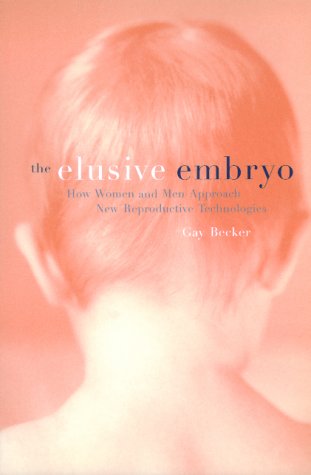 the elusive embryo
How Women and Men Approach
New Reproductive Technologies
Gay Becker